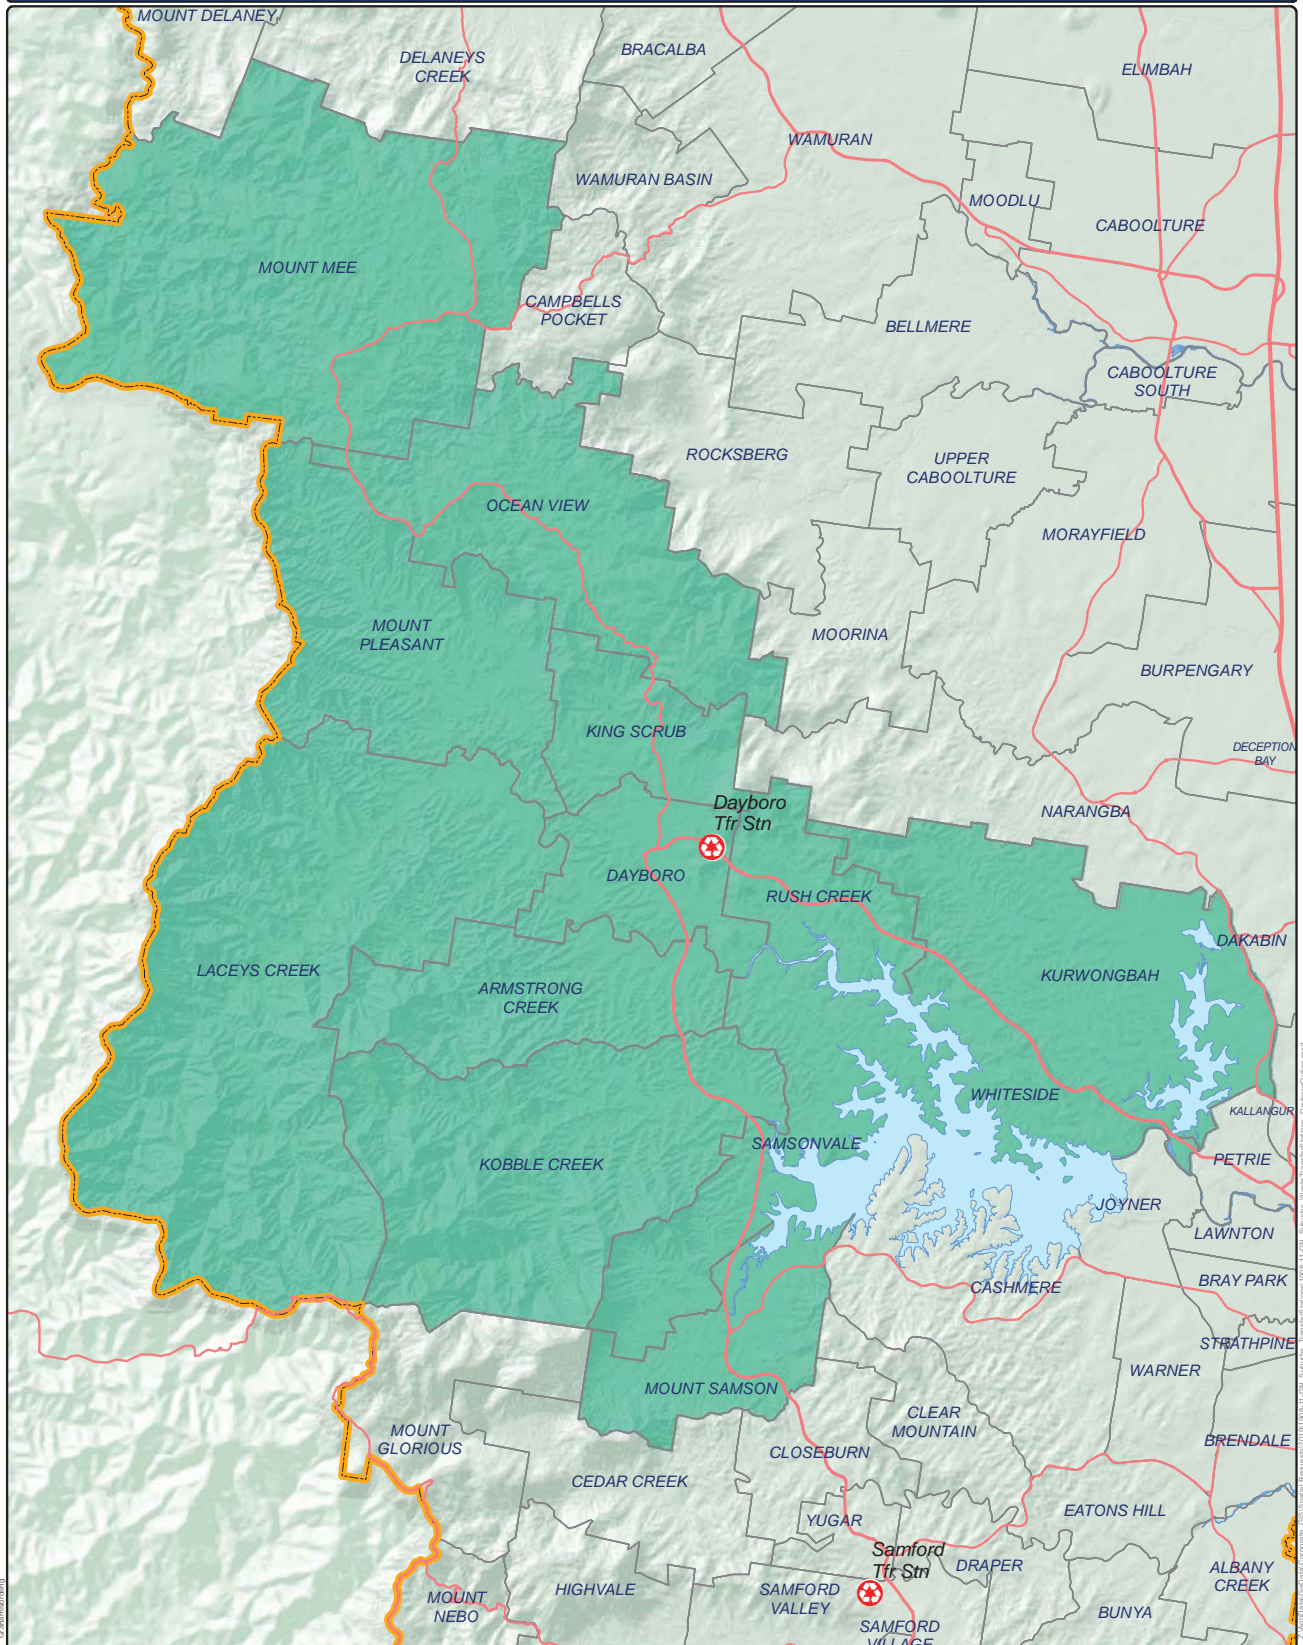 MOUNT DELANEY
DELANEYS
CREEK
BRACALBA
ELIMBAH
WAMURAN
WAMURAN BASIN
MOODLU
CABOOLTURE
MOUNT MEE
CAMPBELLS
POCKET
BELLMERE
CABOOLTURE
SOUTH
ROCKSBERG
UPPER
CABOOLTURE
OCEAN VIEW
MORAYFIELD
MOUNT
PLEASANT
MOORINA
BURPENGARY
KING SCRUB
DECEPTION
BAY
Dayboro
Tfr Stn
NARANGBA
DAYBORO
RUSH CREEK
DAKABIN
LACEYS CREEK
KURWONGBAH
ARMSTRONG
CREEK
WHITESIDE
KALLANGUR
SAMSONVALE
KOBBLE CREEK
PETRIE
JOYNER
LAWNTON
BRAY PARK
CASHMERE
STRATHPINE
WARNER
MOUNT SAMSON
CLEAR
MOUNTAIN
MOUNT
GLORIOUS
BRENDALE
CLOSEBURN
CEDAR CREEK
EATONS HILL
YUGAR
Samford
Tfr Stn
DRAPER
ALBANY
CREEK
HIGHVALE
SAMFORD
VALLEY
MOUNT
NEBO
BUNYA
SAMFORD
VILLAGE